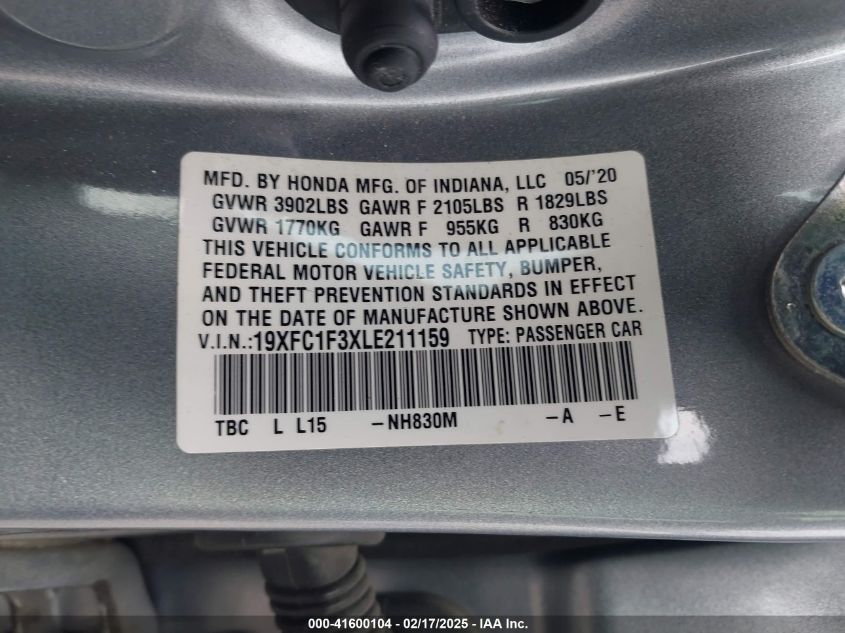 MFD. BY HONDA MFG. OF INDIANA, LLC 05/'20
GVWR 3902LBS GAWR F 2105LBS R 1829LBS
GVWR 1770KG GAWR F 955KG R 830KG
THIS VEHICLE CONFORMS TO ALL APPLICABLE
FEDERAL MOTOR VEHICLE SAFETY, BUMPER,
AND THEFT PREVENTION STANDARDS IN EFFECT
ON THE DATE OF MANUFACTURE SHOWN ABOVE.
V.I.N.:19XFC1F3XLE211159 TYPE: PASSENGER CAR
TBC L L15 -NH830M -A -E
000-41600104 - 02/17/2025 - IAA Inc.